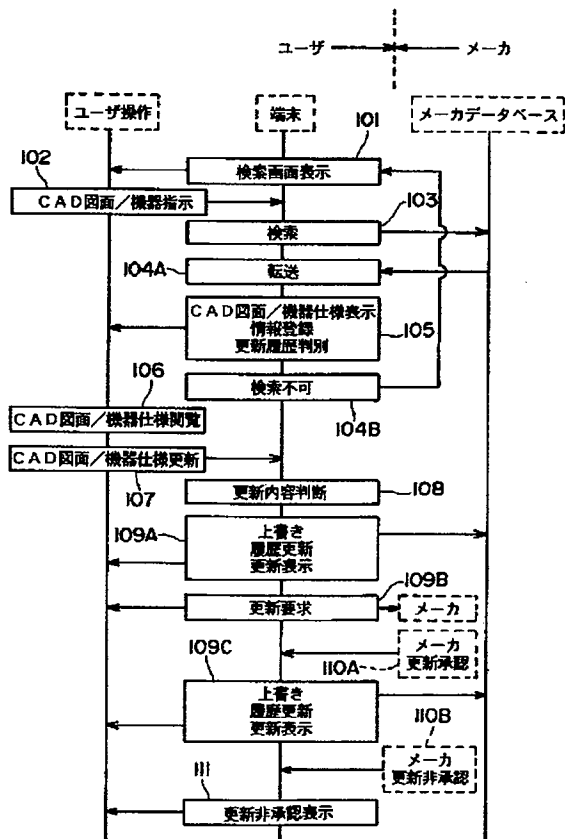 ユーザ
メーカ
ユーザ操作
端末
メーカデータベース
101
検索画面表示
102
CAD図面/機器指示
103
検索
104A
転送
CAD図面/機器仕様表示
情報登録
更新履歴判別
105
106
検索不可
104B
CAD図面/機器仕様閲覧
CAD図面/機器仕様更新
107
更新内容判断
108
109A
上書き
履歴更新
更新表示
109B
更新要求
メーカ
109C
メーカ
更新承認
110A
上書き
履歴更新
更新表示
110B
メーカ
更新非承認
111
更新非承認表示